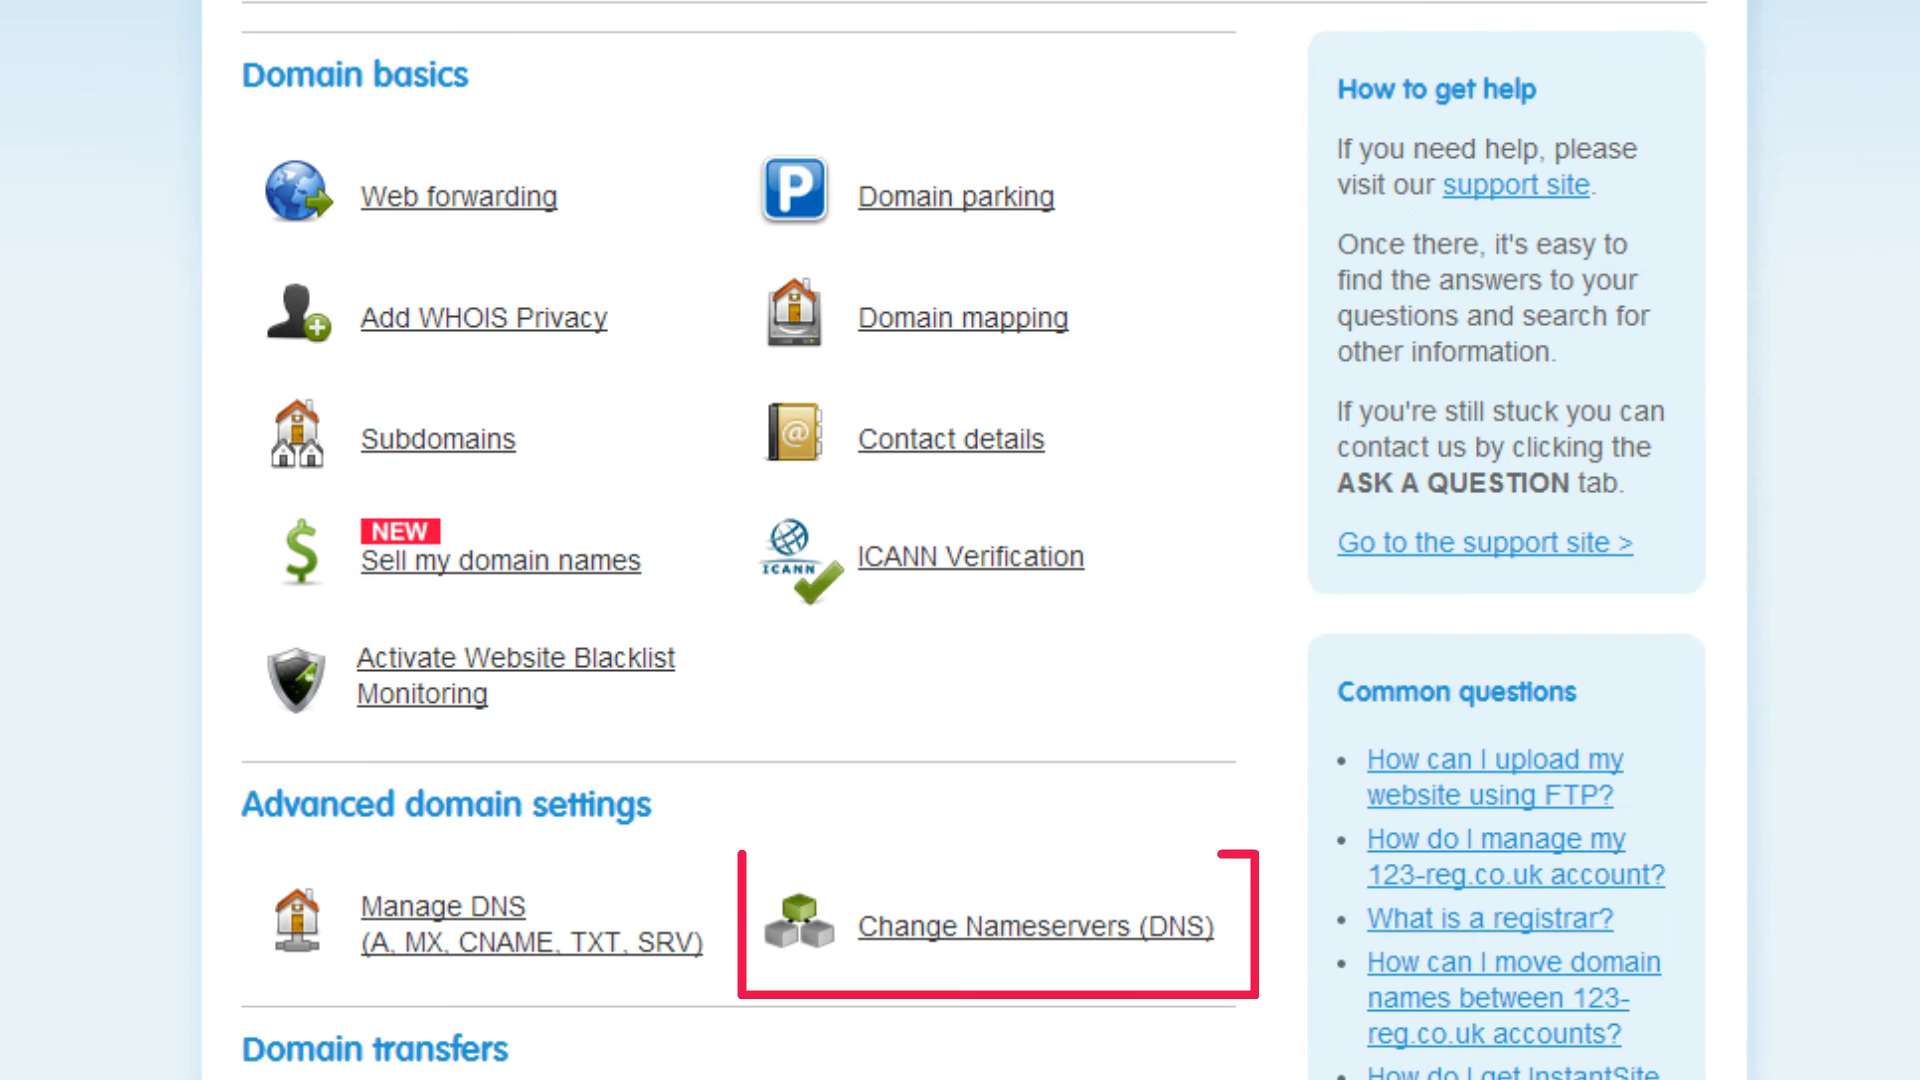 Domain basics
Web forwarding
P
Domain parking
Add WHOIS Privacy
Domain mapping
Subdomains
@
Contact details
NEW
Sell my domain names
ICANN
ICANN Verification
Activate Website Blacklist
Monitoring
Advanced domain settings
Manage DNS
(A, MX, CNAME, TXT, SRV)
Change Nameservers (DNS)
Domain transfers
How to get help
If you need help, please
visit our support site.
Once there, it's easy to
find the answers to your
questions and search for
other information.
If you're still stuck you can
contact us by clicking the
ASK A QUESTION tab.
Go to the support site >
Common questions
• How can I upload my
website using FTP?
• How do I manage my
123-reg.co.uk account?
• What is a registrar?
• How can I move domain
names between 123-
reg.co.uk accounts?
• How do I get InstantSite